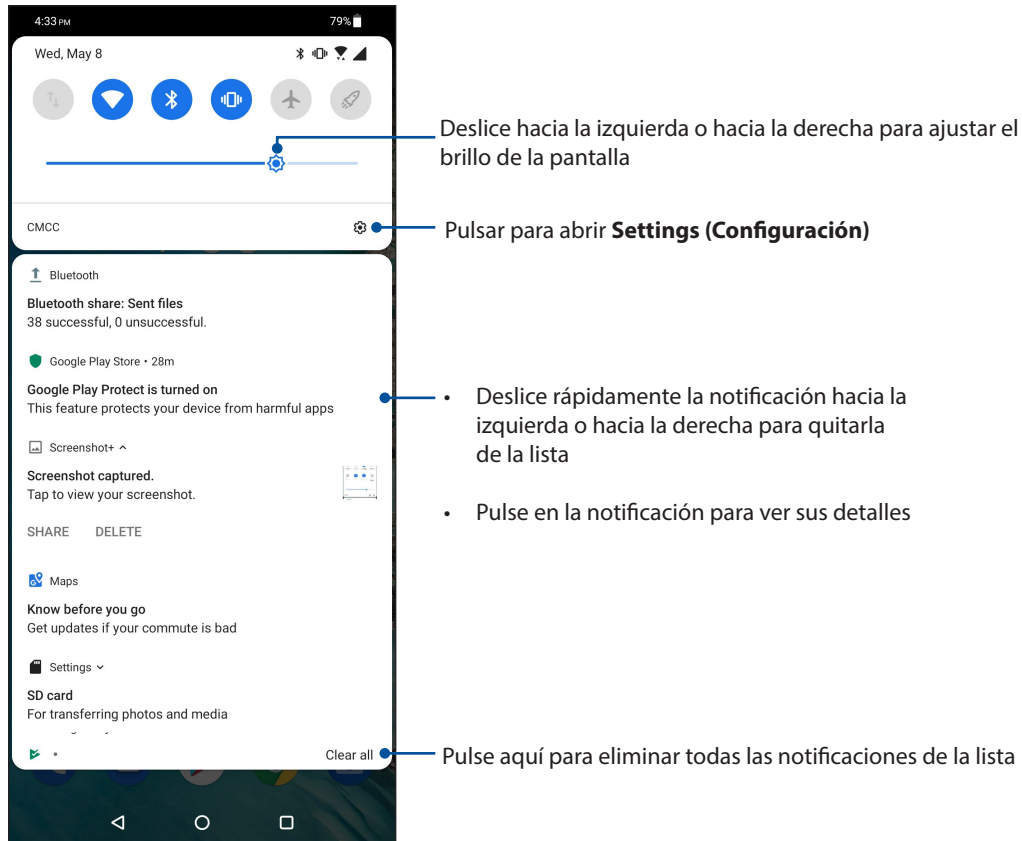 4:33 PM
79%
Wed, May 8
Deslice hacia la izquierda o hacia la derecha para ajustar el
brillo de la pantalla
CMCC
Pulsar para abrir Settings (Configuración)
Bluetooth
Bluetooth share: Sent files
38 successful, 0 unsuccessful.
Google Play Store • 28m
Google Play Protect is turned on
This feature protects your device from harmful apps
• Deslice rápidamente la notificación hacia la
izquierda o hacia la derecha para quitarla
de la lista
Screenshot+
Screenshot captured.
Tap to view your screenshot.
• Pulse en la notificación para ver sus detalles
SHARE DELETE
Maps
Know before you go
Get updates if your commute is bad
Settings
SD card
For transferring photos and media
Clear all
Pulse aquí para eliminar todas las notificaciones de la lista